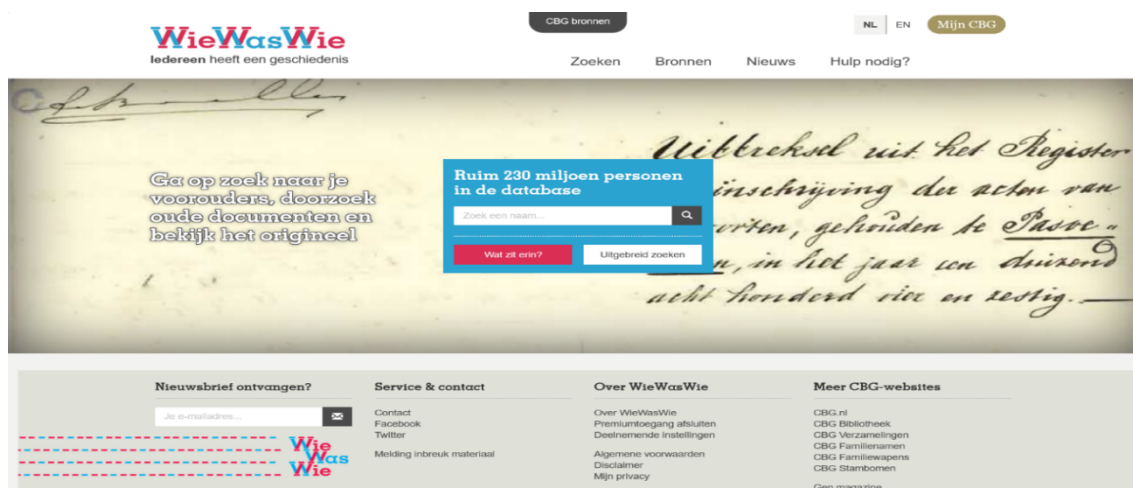 CBG bronnen
NL
EN
Mijn CBG
WieWasWie
Iedereen heeft een geschiedenis
Zoeken
Bronnen
Nieuws
Hulp nodig?
Uittreksel uit het Register
inschrijving der acten van
gehouden te
in het jaar een duizend
acht honderd vier en zestig.
Ga op zoek naar je
voorouders, doorzoek
oude documenten en
bekijk het origineel
Ruim 230 miljoen personen
in de database
Zoek een naam...
Wat zit erin?
Uitgebreid zoeken
Nieuwsbrief ontvangen?
Je e-mailadres...
Wie
Was
Wie
Service & contact
Contact
Facebook
Twitter
Melding inbreuk materiaal
Over WieWasWie
Over WieWasWie
Premiumtoegang afsluiten
Deelnemende instellingen
Algemene voorwaarden
Disclaimer
Mijn privacy
Meer CBG-websites
CBG.nl
CBG Bibliotheek
CBG Verzamelingen
CBG Familienamen
CBG Familiewapens
CBG Stambomen
Gen magazine